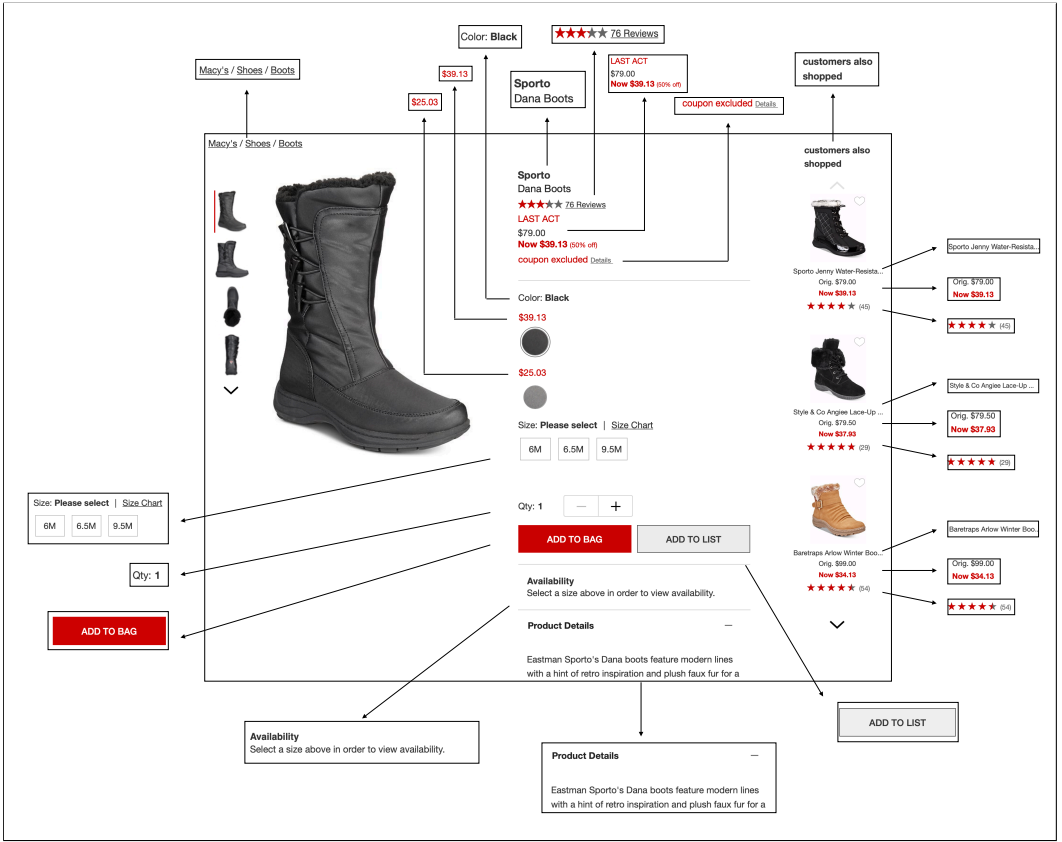 Color: Black
★★★★★ 76 Reviews
Macy's / Shoes / Boots
$39.13
$25.03
Sporto
Dana Boots
LAST ACT
$79.00
Now $39.13 (50% off)
coupon excluded Details
customers also
shopped
Macy's / Shoes / Boots
Sporto
Dana Boots
★★★★★ 76 Reviews
LAST ACT
$79.00
Now $39.13 (50% off)
coupon excluded Details
Color: Black
$39.13
$25.03
Size: Please select | Size Chart
6M 6.5M 9.5M
Qty: 1 — +
ADD TO BAG ADD TO LIST
Availability
Select a size above in order to view availability.
Product Details —
Eastman Sporto's Dana boots feature modern lines
with a hint of retro inspiration and plush faux fur for a
customers also
shopped
Sporto Jenny Water-Resista...
Orig. $79.00
Now $39.13
★★★★★ (45)
Style & Co Angiee Lace-Up ...
Orig. $79.50
Now $37.93
★★★★★ (29)
Baretraps Arlow Winter Boo...
Orig. $99.00
Now $34.13
★★★★★ (54)
Sporto Jenny Water-Resista...
Orig. $79.00
Now $39.13
★★★★★ (45)
Style & Co Angiee Lace-Up ...
Orig. $79.50
Now $37.93
★★★★★ (29)
Baretraps Arlow Winter Boo..
Orig. $99.00
Now $34.13
★★★★★ (54)
Size: Please select | Size Chart
6M 6.5M 9.5M
Qty: 1
ADD TO BAG
Availability
Select a size above in order to view availability.
Product Details —
Eastman Sporto's Dana boots feature modern lines
with a hint of retro inspiration and plush faux fur for a
ADD TO LIST